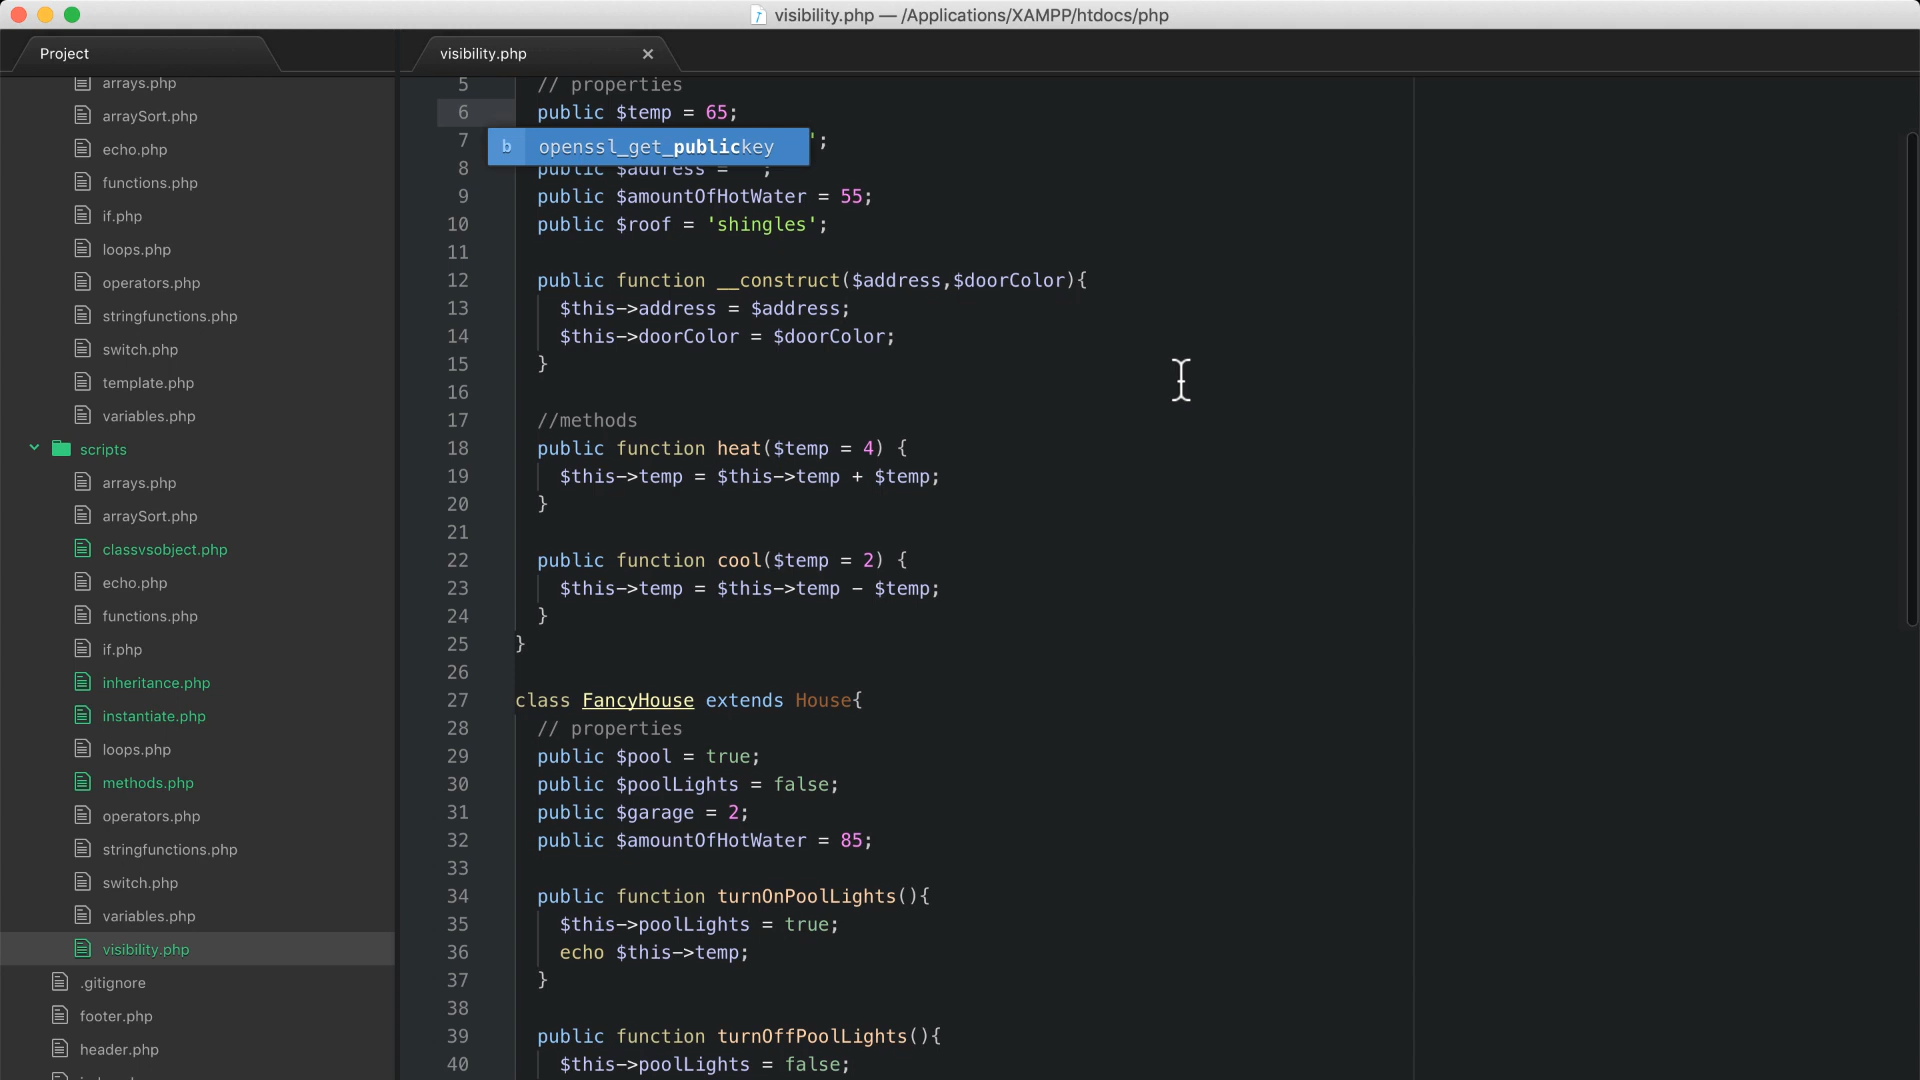 visibility.php — /Applications/XAMPP/htdocs/php
Project
visibility.php
arrays.php
arraySort.php
echo.php
functions.php
if.php
loops.php
operators.php
stringfunctions.php
switch.php
template.php
variables.php
scripts
arrays.php
arraySort.php
classvsobject.php
echo.php
functions.php
if.php
inheritance.php
instantiate.php
loops.php
methods.php
operators.php
stringfunctions.php
switch.php
variables.php
visibility.php
.gitignore
footer.php
header.php
5 // properties
6 public $temp = 65;
7 ';
b openssl_get_publickey
8 public $address = ;
9 public $amountOfHotWater = 55;
10 public $roof = 'shingles';
11
12 public function __construct($address,$doorColor){
13 $this->address = $address;
14 $this->doorColor = $doorColor;
15 }
16
17 //methods
18 public function heat($temp = 4) {
19 $this->temp = $this->temp + $temp;
20 }
21
22 public function cool($temp = 2) {
23 $this->temp = $this->temp - $temp;
24 }
25 }
26
27 class FancyHouse extends House{
28 // properties
29 public $pool = true;
30 public $poolLights = false;
31 public $garage = 2;
32 public $amountOfHotWater = 85;
33
34 public function turnOnPoolLights(){
35 $this->poolLights = true;
36 echo $this->temp;
37 }
38
39 public function turnOffPoolLights(){
40 $this->poolLights = false;